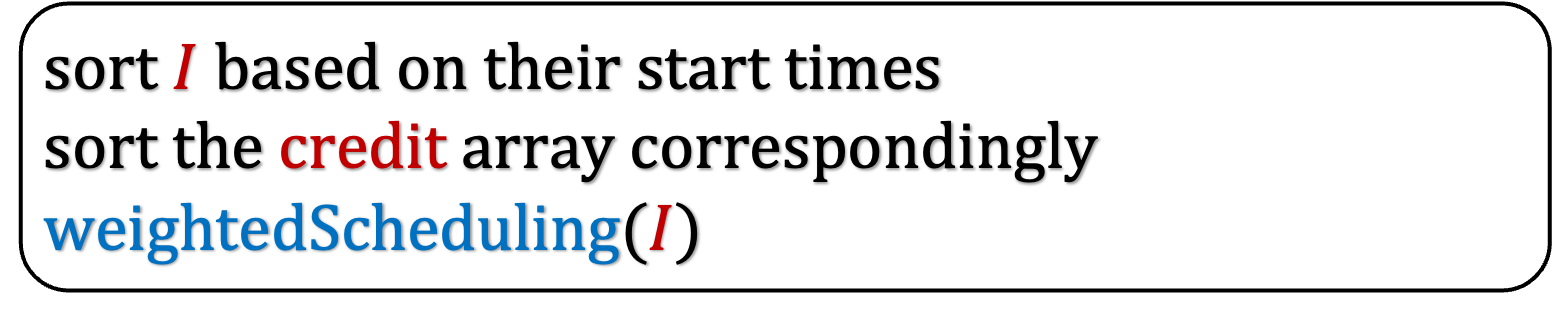 sort I based on their start times
sort the credit array correspondingly
weightedScheduling(I)